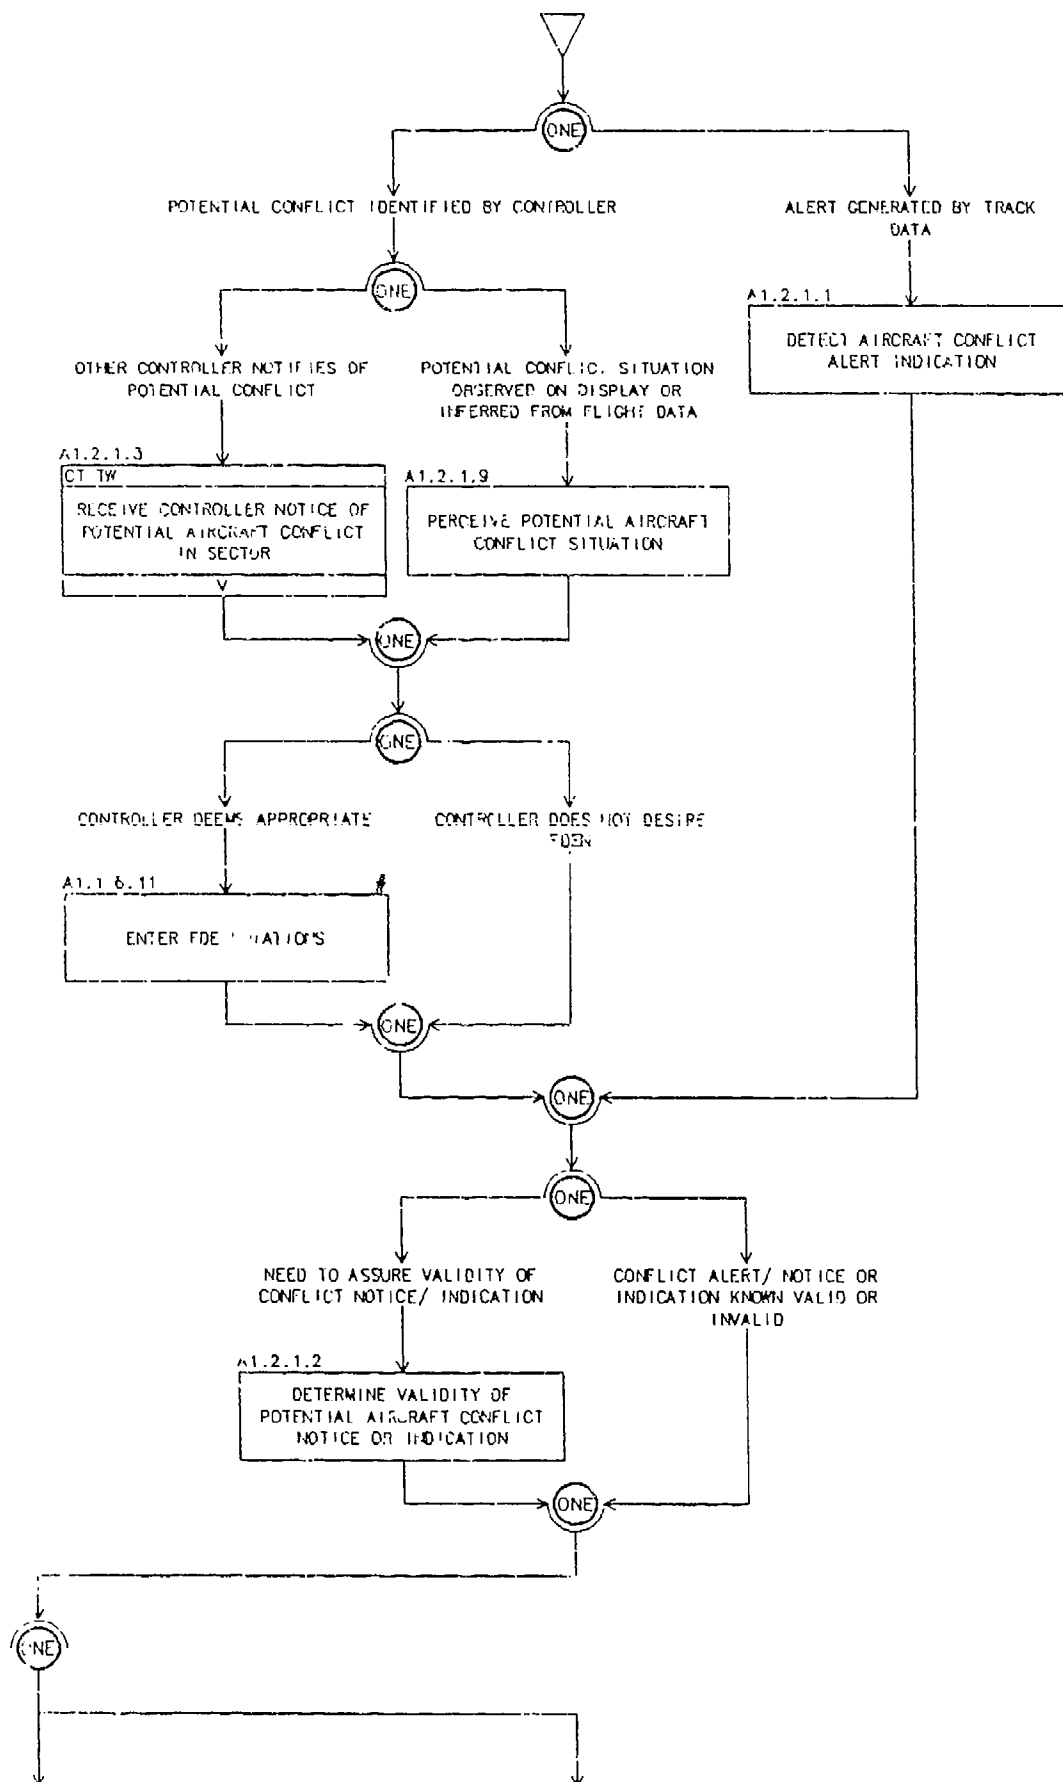 ONE
POTENTIAL CONFLICT IDENTIFIED BY CONTROLLER
ALERT GENERATED BY TRACK
DATA
ONE
A1.2.1.1
DETECT AIRCRAFT CONFLICT
ALERT INDICATION
OTHER CONTROLLER NOTIFIES OF
POTENTIAL CONFLICT
POTENTIAL CONFLICT SITUATION
OBSERVED ON DISPLAY OR
INFERRED FROM FLIGHT DATA
A1.2.1.3
CT TW
RECEIVE CONTROLLER NOTICE OF
POTENTIAL AIRCRAFT CONFLICT
IN SECTOR
V
A1.2.1.9
PERCEIVE POTENTIAL AIRCRAFT
CONFLICT SITUATION
ONE
ONE
CONTROLLER DEEMS APPROPRIATE
CONTROLLER DOES NOT DESIRE
A1.1.6.11
#
ENTER FDE
ONE
ONE
ONE
NEED TO ASSURE VALIDITY OF
CONFLICT NOTICE/ INDICATION
CONFLICT ALERT/ NOTICE OR
INDICATION KNOWN VALID OR
INVALID
A1.2.1.2
DETERMINE VALIDITY OF
POTENTIAL AIRCRAFT CONFLICT
NOTICE OR INDICATION
ONE
ONE